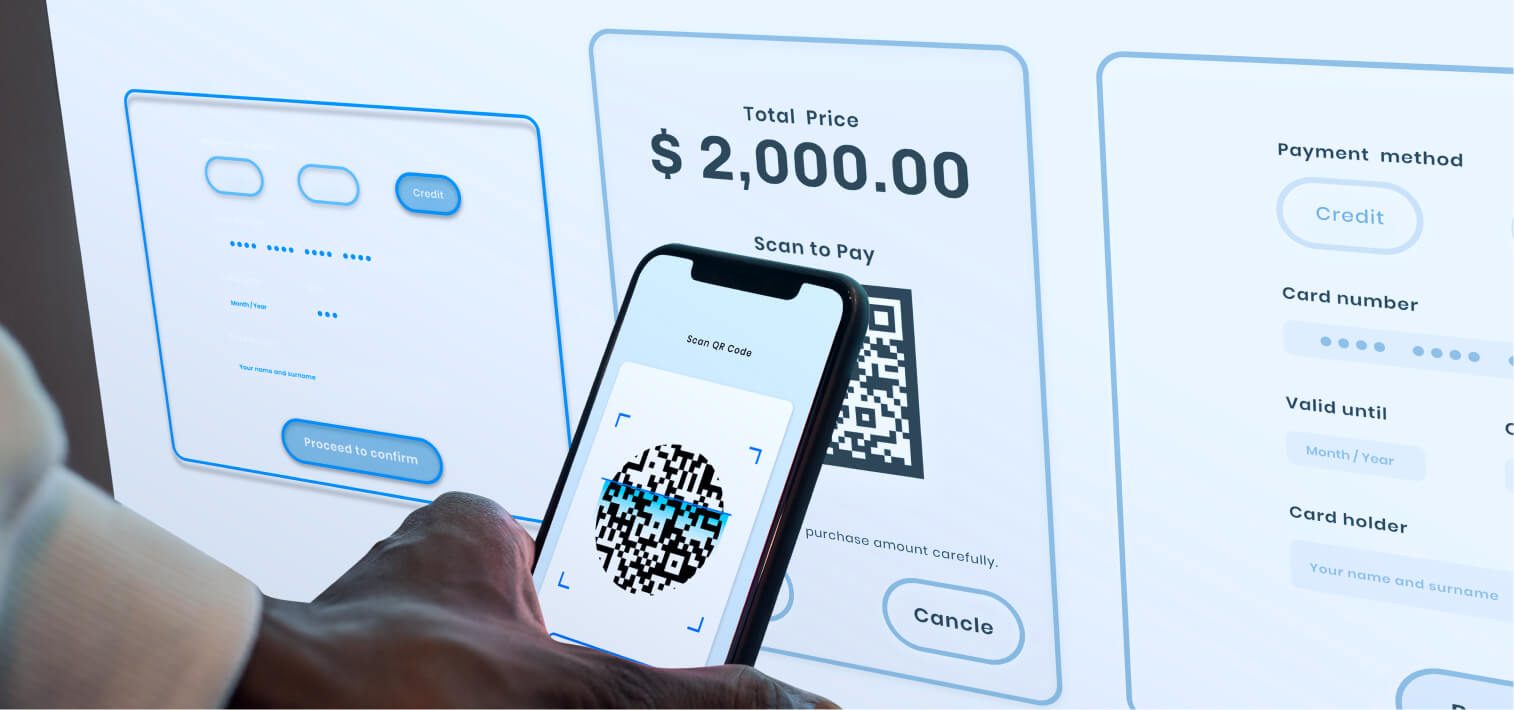 Credit
Month / Year
Your name and surname
Proceed to confirm
Total Price
$ 2,000.00
Scan to Pay
purchase amount carefully.
Cancle
Scan QR Code
Payment method
Credit
Card number
Valid until
Month / Year
Card holder
Your name and surname